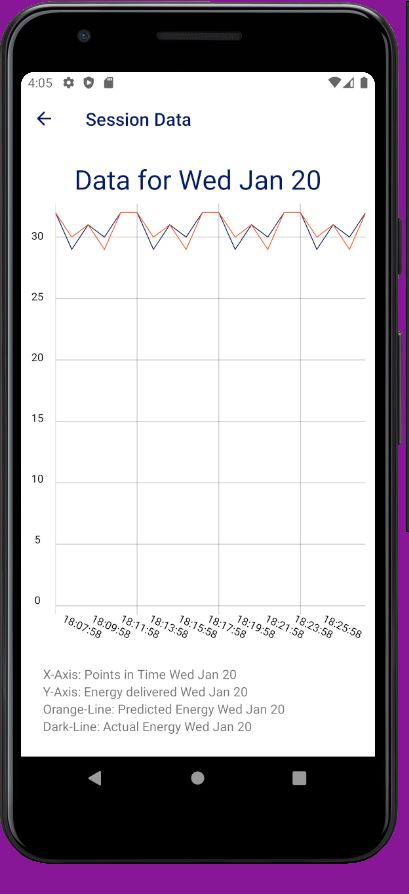 4:05
Session Data
Data for Wed Jan 20
30
25
20
15
10
5
0
18:07:58 18:09:58 18:11:58 18:13:58 18:15:58 18:17:58 18:19:58 18:21:58 18:23:58 18:25:58
X-Axis: Points in Time Wed Jan 20
Y-Axis: Energy delivered Wed Jan 20
Orange-Line: Predicted Energy Wed Jan 20
Dark-Line: Actual Energy Wed Jan 20